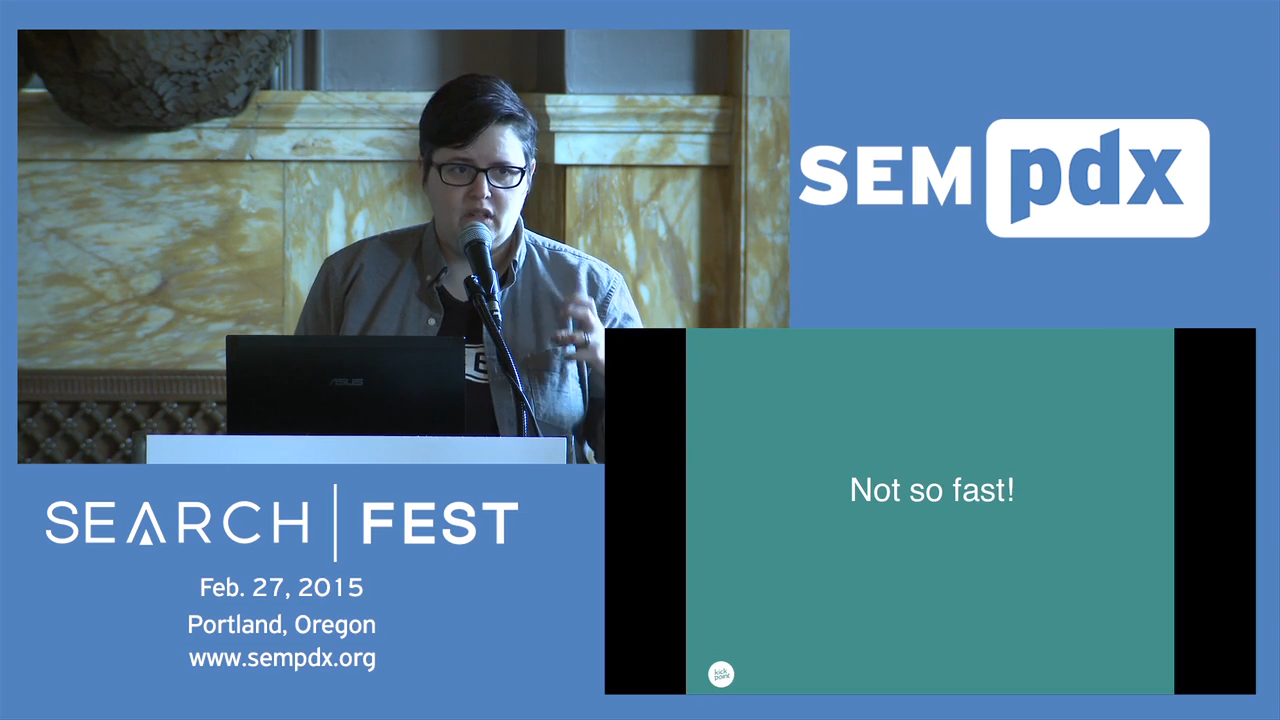 SEM pdx
ASUS
E
Not so fast!
kick
point
SEARCH | FEST
Feb. 27, 2015
Portland, Oregon
www.sempdx.org